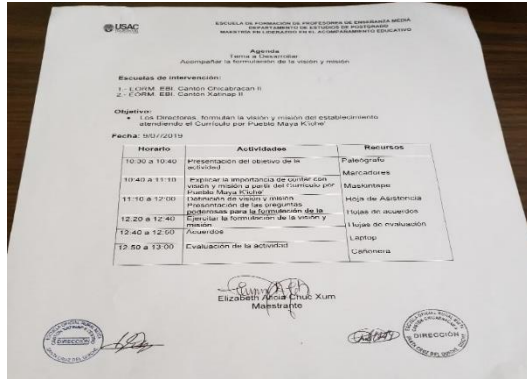 USAC
ESCUELA DE FORMACIÓN DE PROFESORES DE ENSEÑANZA MEDIA
DEPARTAMENTO DE ESTUDIOS DE POSTGRADO
MAESTRÍA EN LIDERAZGO EN EL ACOMPAÑAMIENTO EDUCATIVO
Agenda
Tema a Desarrollar
Acompañar la formulación de la visión y misión
Escuelas de intervención:
1.- EORM. EBI. Cantón Chicabracan II
2.- EORM. EBI. Cantón Xatinap II
Objetivo:
• Los Directores, formulan la visión y misión del establecimiento
atendiendo el Currículo por Pueblo Maya K'iche'
Fecha: 9/07/2019
Horario Actividades Recursos
10:30 a 10:40 Presentación del objetivo de la
actividad
Paleógrafo
Marcadores
10:40 a 11:10 Explicar la importancia de contar con
visión y misión a partir del Currículo por
Pueblo Maya K'iche'
Maskintape
11:10 a 12:00 Definición de visión y misión
Presentación de las preguntas
poderosas para la formulación de la
Hoja de Asistencia
Hojas de acuerdos
12:20 a 12:40 Ejercitar la formulación de la visión y
misión
Hojas de evaluación
12:40 a 12:50 Acuerdos
Laptop
12:50 a 13:00 Evaluación de la actividad
Cañonera
Elizabeth Alicia Chuc Xum
Maestrante
DIRECCIÓN
DIRECCIÓN